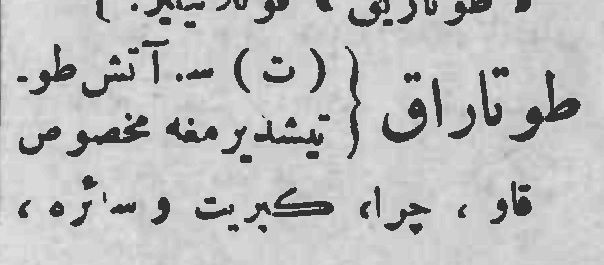 طوتاراق { (ت) س. آتش طو-
تیشدیرمغه مخصوص
قاو، چرا، کبریت و سائره،